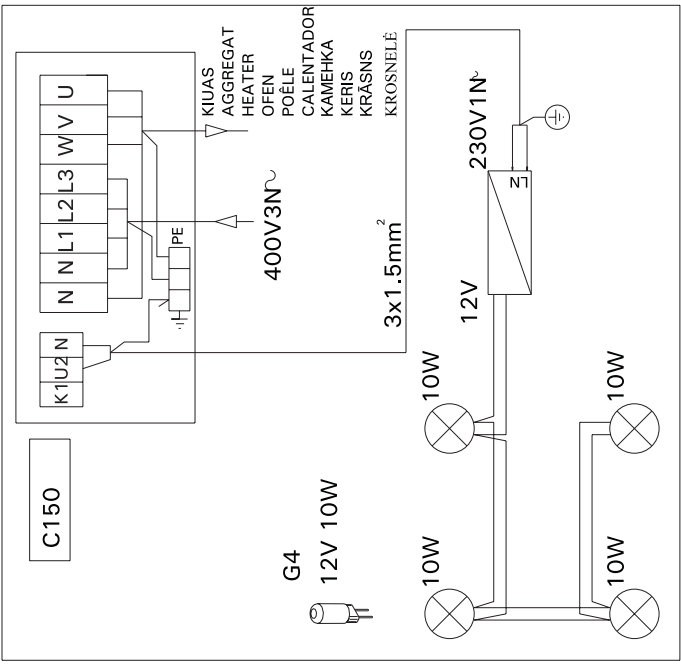 C150
K1 U2 N
N N L1 L2 L3 W V U
PE
KIUAS
AGGREGAT
HEATER
OFEN
POÊLE
CALENTADOR
КАМЕНКА
KERIS
KRĀSNS
KROSNELĖ
400V3N~
3x1.5mm²
G4
12V 10W
12V
230V1N~
L N
10W
10W
10W
10W